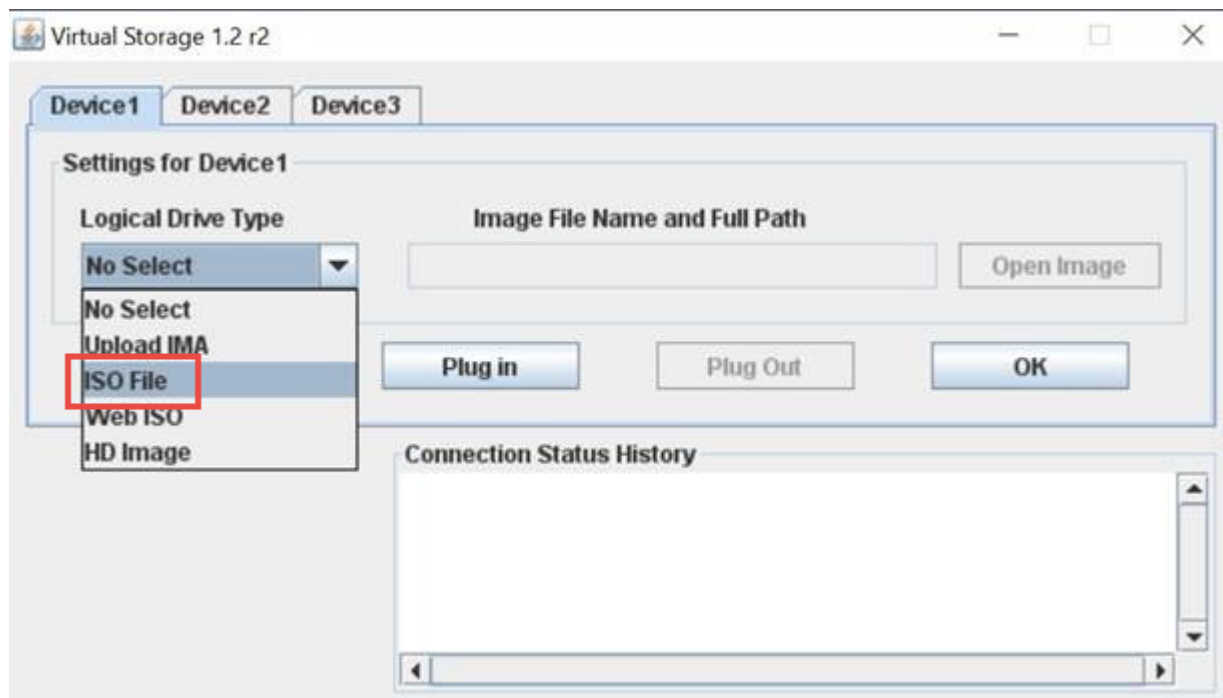 Virtual Storage 1.2 r2
Device1 Device2 Device3
Settings for Device1
Logical Drive Type Image File Name and Full Path
No Select Open Image
No Select
Upload IMA
ISO File
Plug in Plug Out OK
Web ISO
HD Image
Connection Status History